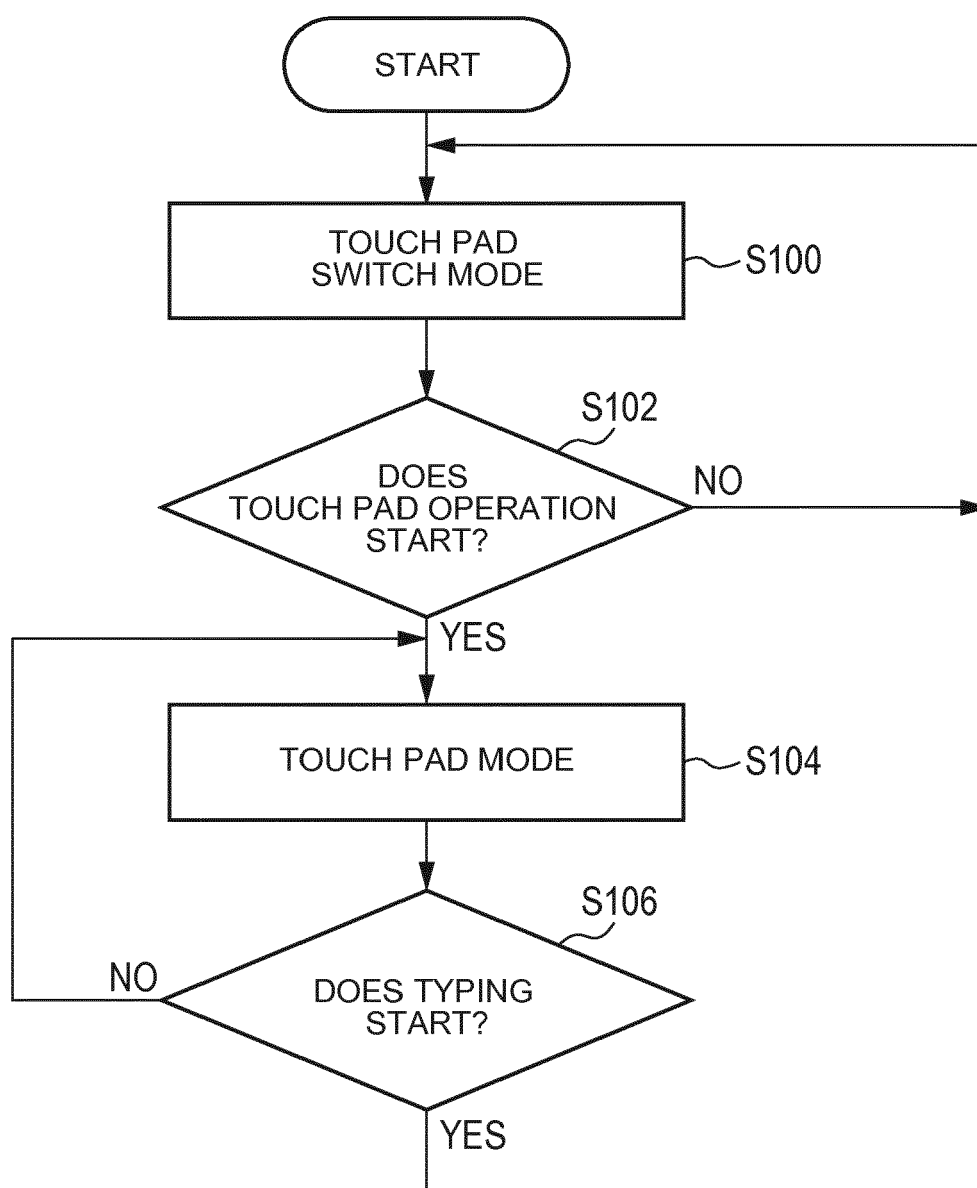 START
TOUCH PAD
SWITCH MODE
S100
S102
DOES
TOUCH PAD OPERATION
START?
NO
YES
TOUCH PAD MODE
S104
S106
NO
DOES TYPING
START?
YES